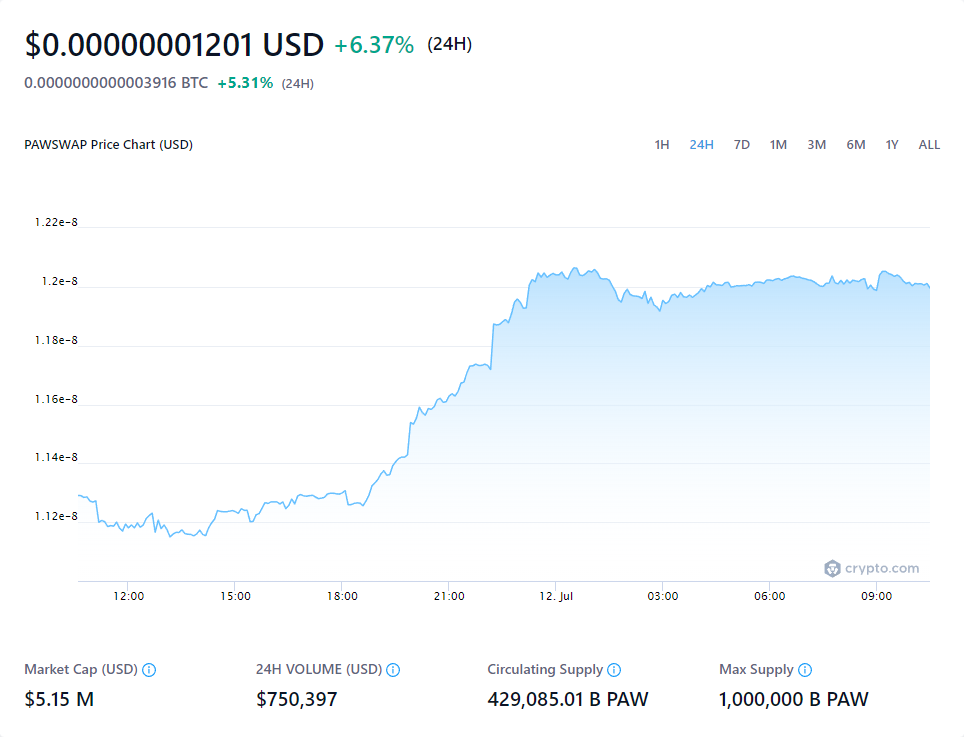 $0.00000001201 USD +6.37% (24H)
0.0000000000003916 BTC +5.31% (24H)
PAWSWAP Price Chart (USD) 1H 24H 7D 1M 3M 6M 1Y ALL
1.22e-8
1.2e-8
1.18e-8
1.16e-8
1.14e-8
1.12e-8
crypto.com
12:00 15:00 18:00 21:00 12. Jul 03:00 06:00 09:00
Market Cap (USD) 24H VOLUME (USD) Circulating Supply Max Supply
$5.15 M $750,397 429,085.01 B PAW 1,000,000 B PAW